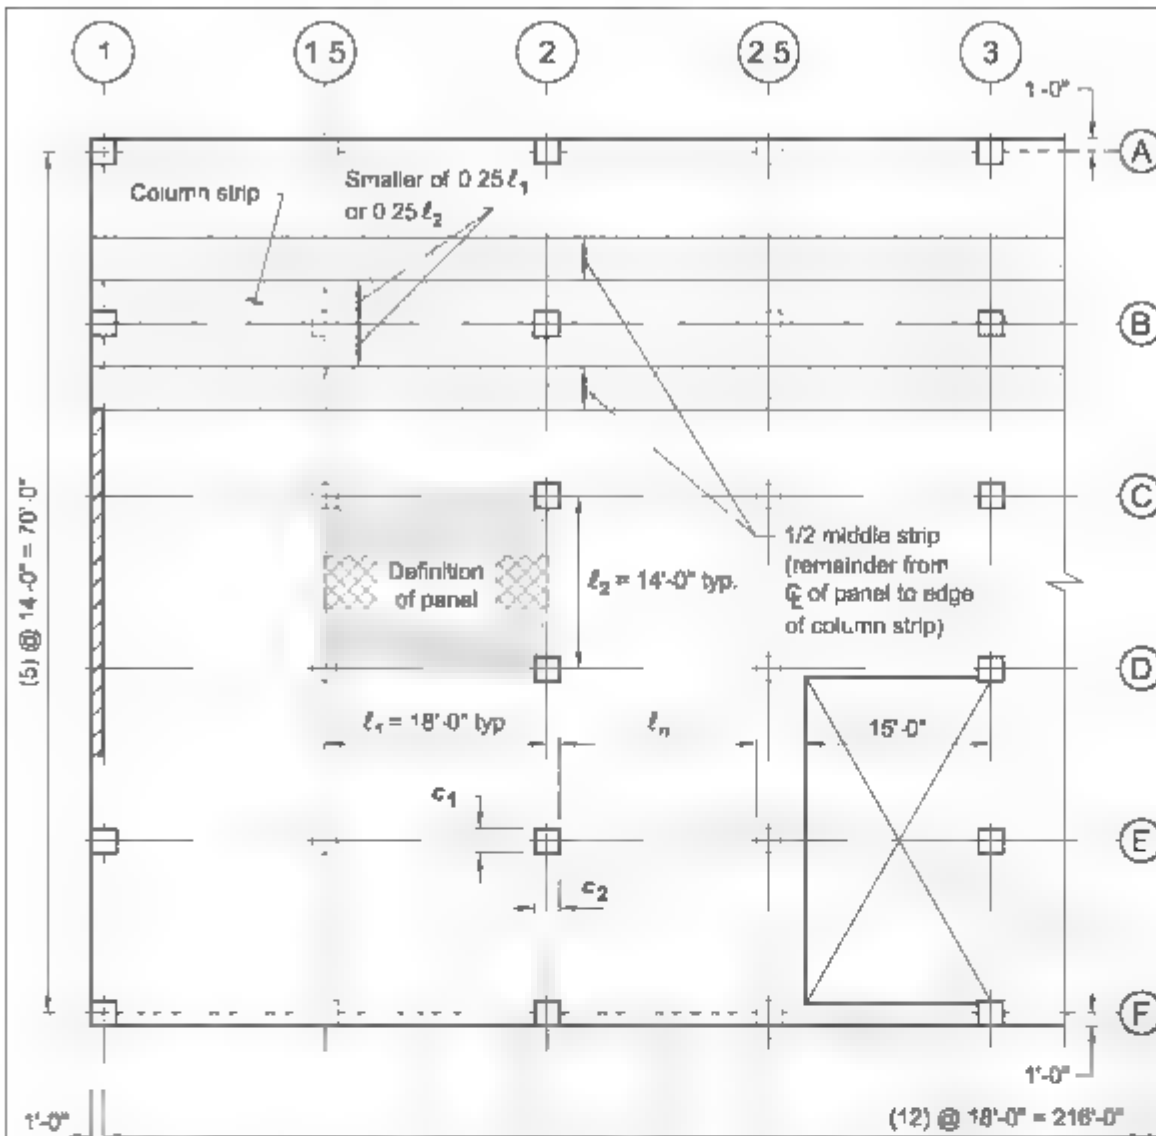 1
1 5
2
2 5
3
1'-0"
A
Column strip
Smaller of 0 25 ℓ1
or 0 25 ℓ2
B
C
(5) @ 14'-0" = 70'-0"
Definition
of panel
ℓ2 = 14'-0" typ.
1/2 middle strip
(remainder from
℄ of panel to edge
of column strip)
D
ℓ1 = 18'-0" typ
ℓn
15'-0"
c1
E
c2
F
1'-0"
1'-0"
(12) @ 18'-0" = 216'-0"